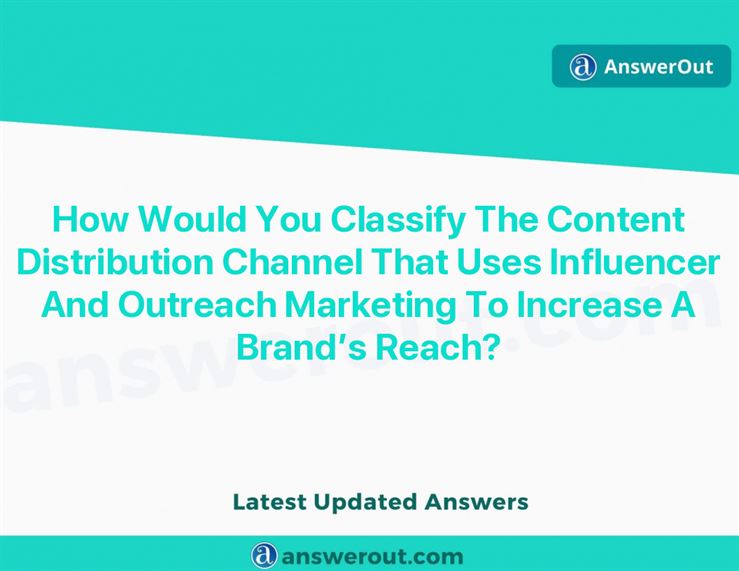 AnswerOut
How Would You Classify The Content
Distribution Channel That Uses Influencer
And Outreach Marketing To Increase A
Brand's Reach?
answerout.com
Latest Updated Answers
answerout.com